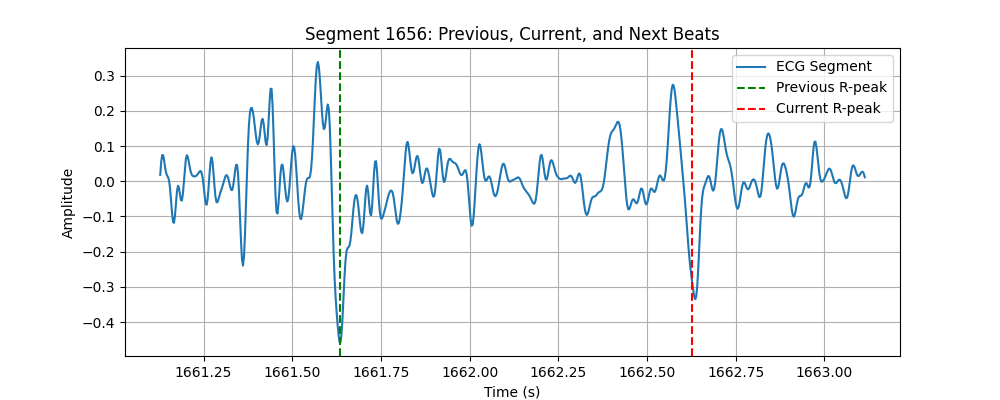 Segment 1656: Previous, Current, and Next Beats
ECG Segment
Previous R-peak
Current R-peak
0.3
0.2
0.1
0.0
−0.1
−0.2
−0.3
−0.4
Amplitude
1661.25 1661.50 1661.75 1662.00 1662.25 1662.50 1662.75 1663.00
Time (s)